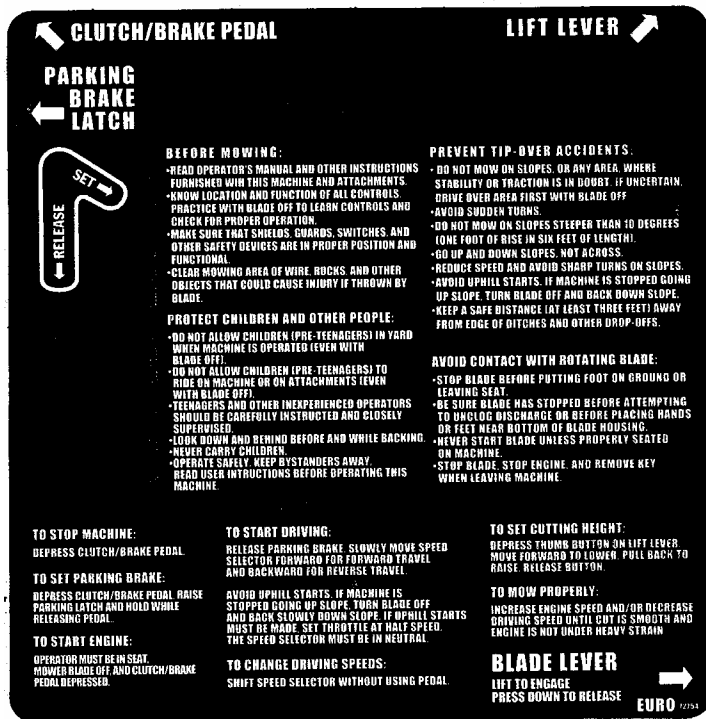 CLUTCH/BRAKE PEDAL
LIFT LEVER
PARKING
BRAKE
LATCH
SET
RELEASE
BEFORE MOWING:
•READ OPERATOR'S MANUAL AND OTHER INSTRUCTIONS
FURNISHED WIH THIS MACHINE AND ATTACHMENTS.
•KNOW LOCATION AND FUNCTION OF ALL CONTROLS.
PRACTICE WITH BLADE OFF TO LEARN CONTROLS AND
CHECK FOR PROPER OPERATION.
•MAKE SURE THAT SHIELDS, GUARDS, SWITCHES, AND
OTHER SAFETY DEVICES ARE IN PROPER POSITION AND
FUNCTIONAL.
•CLEAR MOWING AREA OF WIRE, ROCKS, AND OTHER
OBJECTS THAT COULD CAUSE INJURY IF THROWN BY
BLADE.
PROTECT CHILDREN AND OTHER PEOPLE:
•DO NOT ALLOW CHILDREN (PRE-TEENAGERS) IN YARD
WHEN MACHINE IS OPERATED (EVEN WITH
BLADE OFF).
•DO NOT ALLOW CHILDREN (PRE-TEENAGERS) TO
RIDE ON MACHINE OR ON ATTACHMENTS (EVEN
WITH BLADE OFF).
•TEENAGERS AND OTHER INEXPERIENCED OPERATORS
SHOULD BE CAREFULLY INSTRUCTED AND CLOSELY
SUPERVISED.
•LOOK DOWN AND BEHIND BEFORE AND WHILE BACKING.
•NEVER CARRY CHILDREN.
•OPERATE SAFELY. KEEP BYSTANDERS AWAY.
READ USER INTRUCTIONS BEFORE OPERATING THIS
MACHINE.
PREVENT TIP-OVER ACCIDENTS:
• DO NOT MOW ON SLOPES, OR ANY AREA, WHERE
STABILITY OR TRACTION IS IN DOUBT. IF UNCERTAIN,
DRIVE OVER AREA FIRST WITH BLADE OFF
•AVOID SUDDEN TURNS.
•DO NOT MOW ON SLOPES STEEPER THAN 10 DEGREES
(ONE FOOT OF RISE IN SIX FEET OF LENGTH).
•GO UP AND DOWN SLOPES, NOT ACROSS.
•REDUCE SPEED AND AVOID SHARP TURNS ON SLOPES.
•AVOID UPHILL STARTS. IF MACHINE IS STOPPED GOING
UP SLOPE, TURN BLADE OFF AND BACK DOWN SLOPE.
•KEEP A SAFE DISTANCE (AT LEAST THREE FEET) AWAY
FROM EDGE OF DITCHES AND OTHER DROP-OFFS.
AVOID CONTACT WITH ROTATING BLADE:
•STOP BLADE BEFORE PUTTING FOOT ON GROUND OR
LEAVING SEAT.
•BE SURE BLADE HAS STOPPED BEFORE ATTEMPTING
TO UNCLOG DISCHARGE OR BEFORE PLACING HANDS
OR FEET NEAR BOTTOM OF BLADE HOUSING.
•NEVER START BLADE UNLESS PROPERLY SEATED
ON MACHINE.
•STOP BLADE, STOP ENGINE, AND REMOVE KEY
WHEN LEAVING MACHINE.
TO STOP MACHINE:
DEPRESS CLUTCH/BRAKE PEDAL.
TO SET PARKING BRAKE:
DEPRESS CLUTCH/BRAKE PEDAL, RAISE
PARKING LATCH AND HOLD WHILE
RELEASING PEDAL.
TO START ENGINE:
OPERATOR MUST BE IN SEAT,
MOWER BLADE OFF, AND CLUTCH/BRAKE
PEDAL DEPRESSED.
TO START DRIVING:
RELEASE PARKING BRAKE. SLOWLY MOVE SPEED
SELECTOR FORWARD FOR FORWARD TRAVEL
AND BACKWARD FOR REVERSE TRAVEL.
AVOID UPHILL STARTS. IF MACHINE IS
STOPPED GOING UP SLOPE, TURN BLADE OFF
AND BACK SLOWLY DOWN SLOPE. IF UPHILL STARTS
MUST BE MADE, SET THROTTLE AT HALF SPEED.
THE SPEED SELECTOR MUST BE IN NEUTRAL.
TO CHANGE DRIVING SPEEDS:
SHIFT SPEED SELECTOR WITHOUT USING PEDAL.
TO SET CUTTING HEIGHT:
DEPRESS THUMB BUTTON ON LIFT LEVER.
MOVE FORWARD TO LOWER, PULL BACK TO
RAISE. RELEASE BUTTON.
TO MOW PROPERLY:
INCREASE ENGINE SPEED AND/OR DECREASE
DRIVING SPEED UNTIL CUT IS SMOOTH AND
ENGINE IS NOT UNDER HEAVY STRAIN
BLADE LEVER
LIFT TO ENGAGE
PRESS DOWN TO RELEASE
EURO 72754